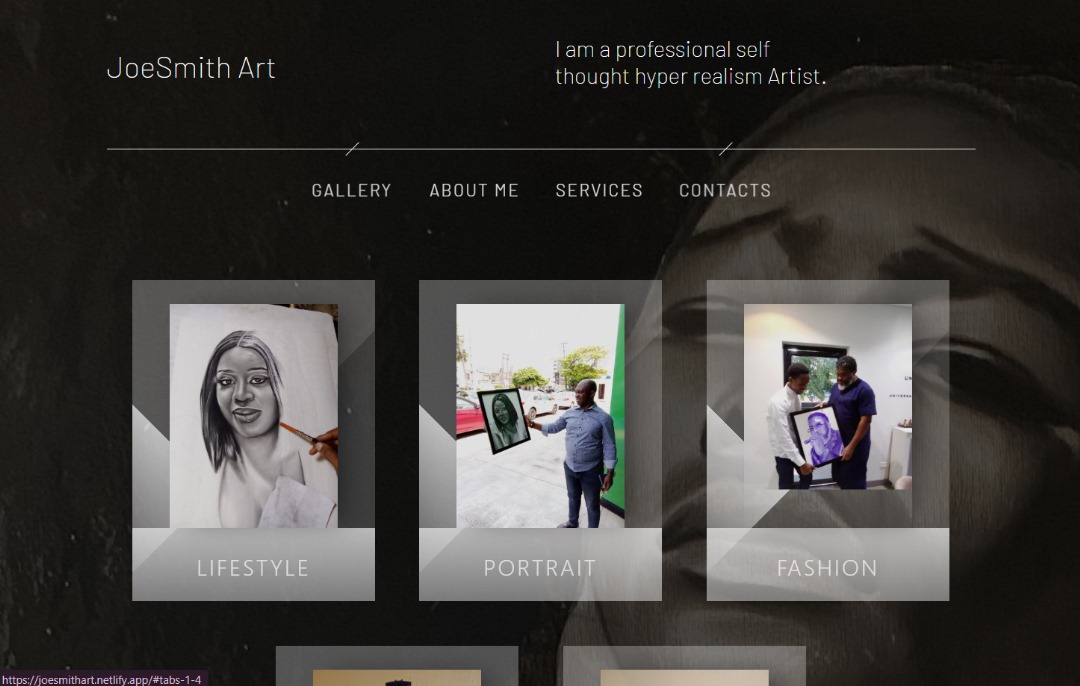 JoeSmith Art
I am a professional self
thought hyper realism Artist.
GALLERY ABOUT ME SERVICES CONTACTS
LIFESTYLE PORTRAIT FASHION
https://joesmithart.netlify.app/#tabs-1-4